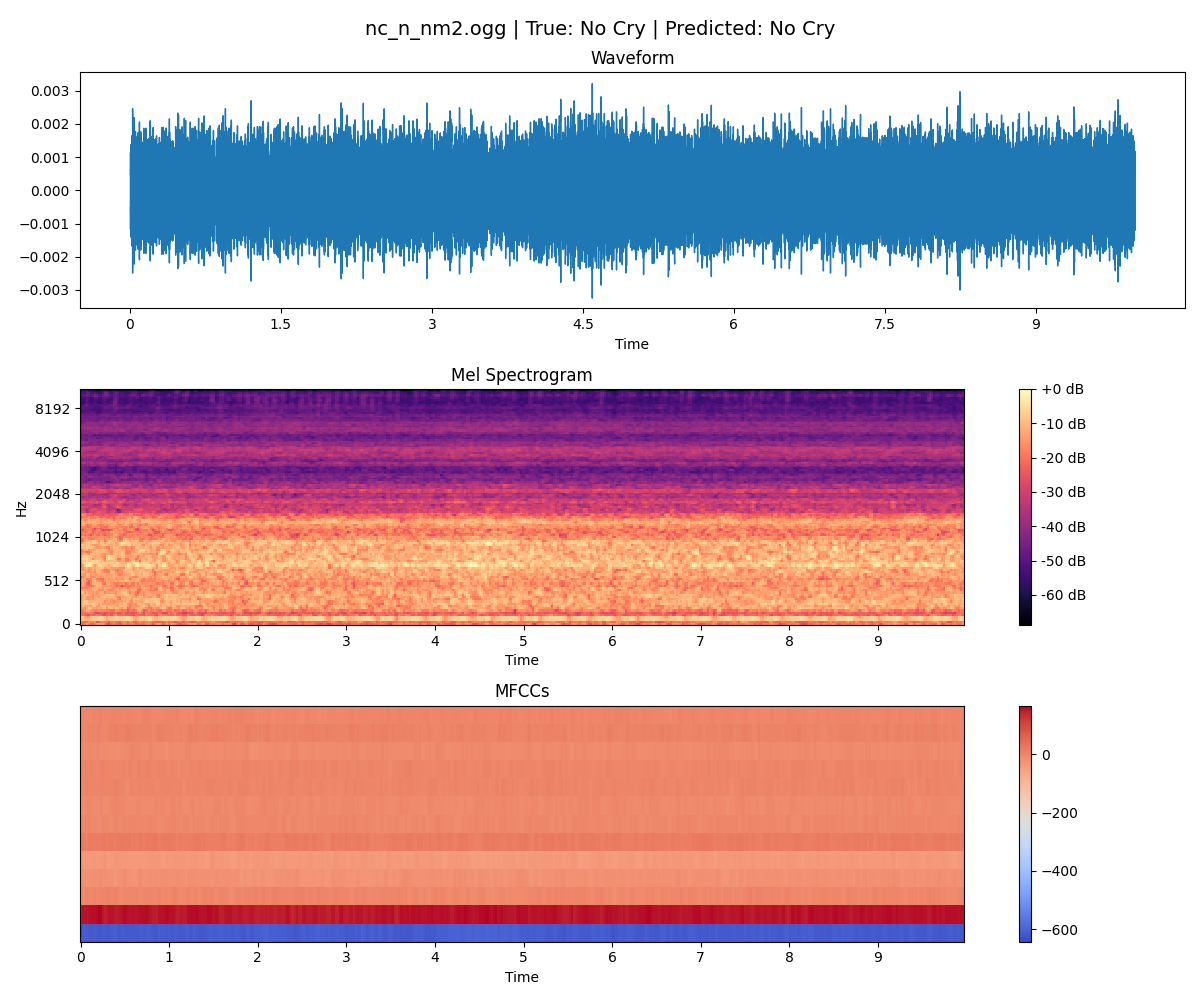 nc_n_nm2.ogg | True: No Cry | Predicted: No Cry
Waveform
0.003
0.002
0.001
0.000
−0.001
−0.002
−0.003
0 1.5 3 4.5 6 7.5 9
Time
Mel Spectrogram
8192
4096
2048
1024
512
0
Hz
0 1 2 3 4 5 6 7 8 9
Time
+0 dB
-10 dB
-20 dB
-30 dB
-40 dB
-50 dB
-60 dB
MFCCs
0 1 2 3 4 5 6 7 8 9
Time
0
−200
−400
−600